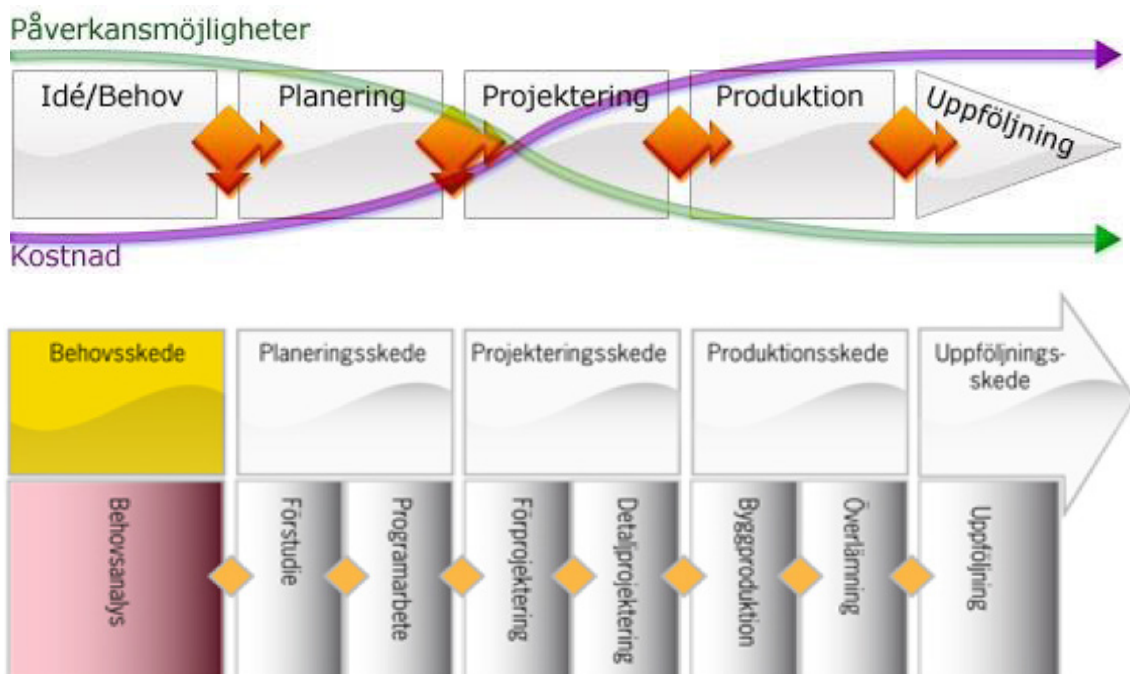 Påverkansmöjligheter
Idé/Behov
Planering
Projektering
Produktion
Uppföljning
Kostnad
Behovsskede
Planeringsskede
Projekteringsskede
Produktionsskede
Uppföljnings-
skede
Behovsanalys
Förstudie
Programarbete
Förprojektering
Detaljprojektering
Byggproduktion
Överlämning
Uppföljning